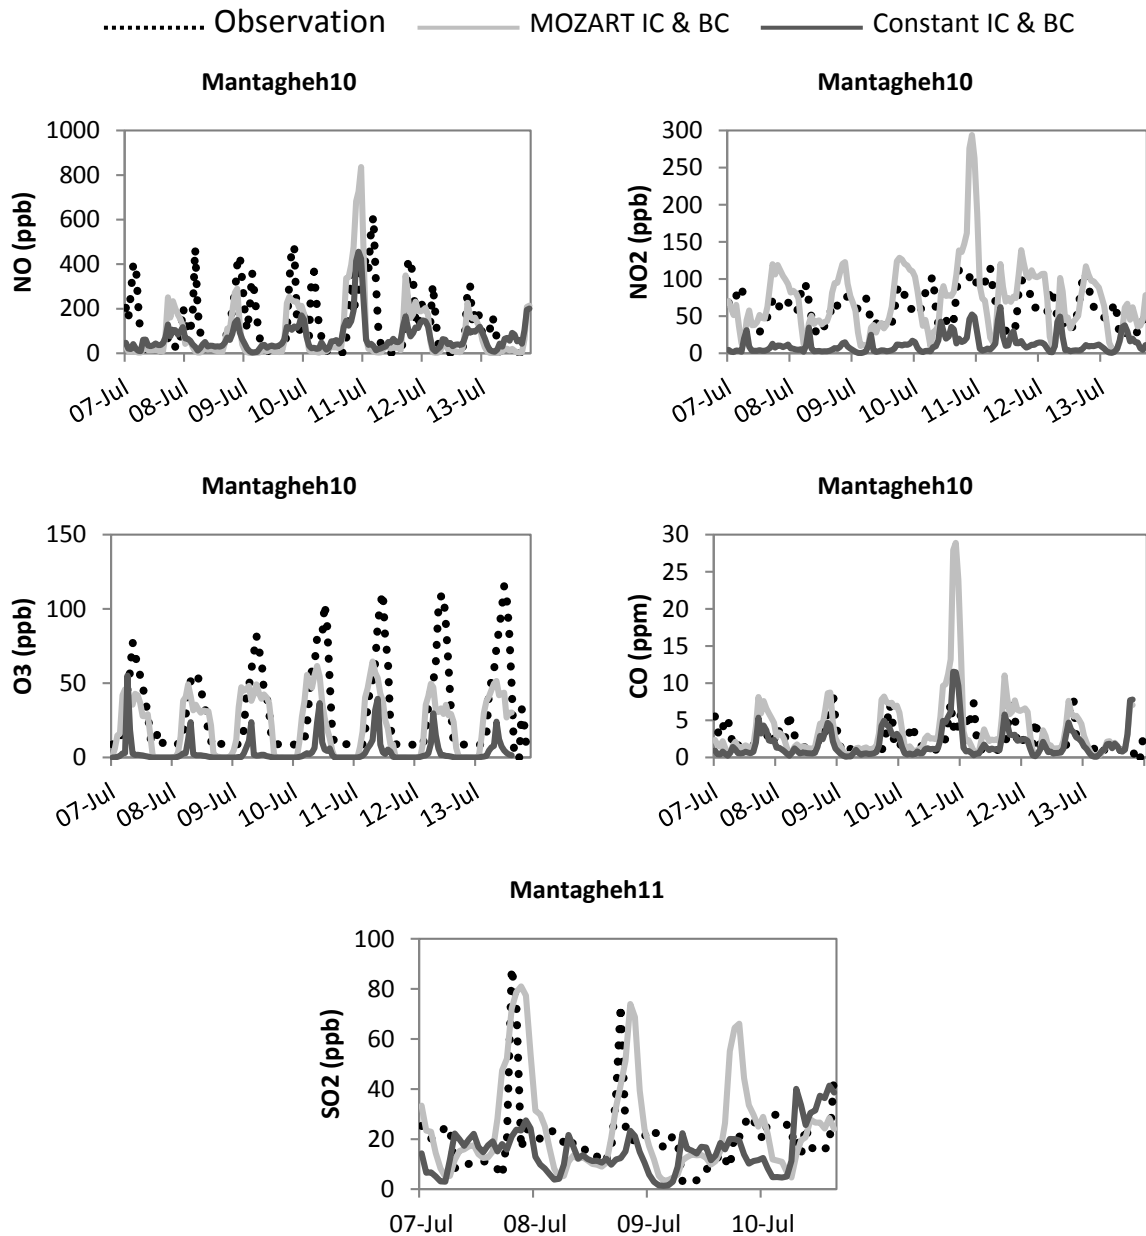 Observation MOZART IC & BC Constant IC & BC
Mantagheh10
1000
800
600
400
200
0
NO (ppb)
07-Jul 08-Jul 09-Jul 10-Jul 11-Jul 12-Jul 13-Jul
Mantagheh10
300
250
200
150
100
50
0
NO2 (ppb)
07-Jul 08-Jul 09-Jul 10-Jul 11-Jul 12-Jul 13-Jul
Mantagheh10
150
100
50
0
O3 (ppb)
07-Jul 08-Jul 09-Jul 10-Jul 11-Jul 12-Jul 13-Jul
Mantagheh10
30
25
20
15
10
5
0
CO (ppm)
07-Jul 08-Jul 09-Jul 10-Jul 11-Jul 12-Jul 13-Jul
Mantagheh11
100
80
60
40
20
0
SO2 (ppb)
07-Jul 08-Jul 09-Jul 10-Jul